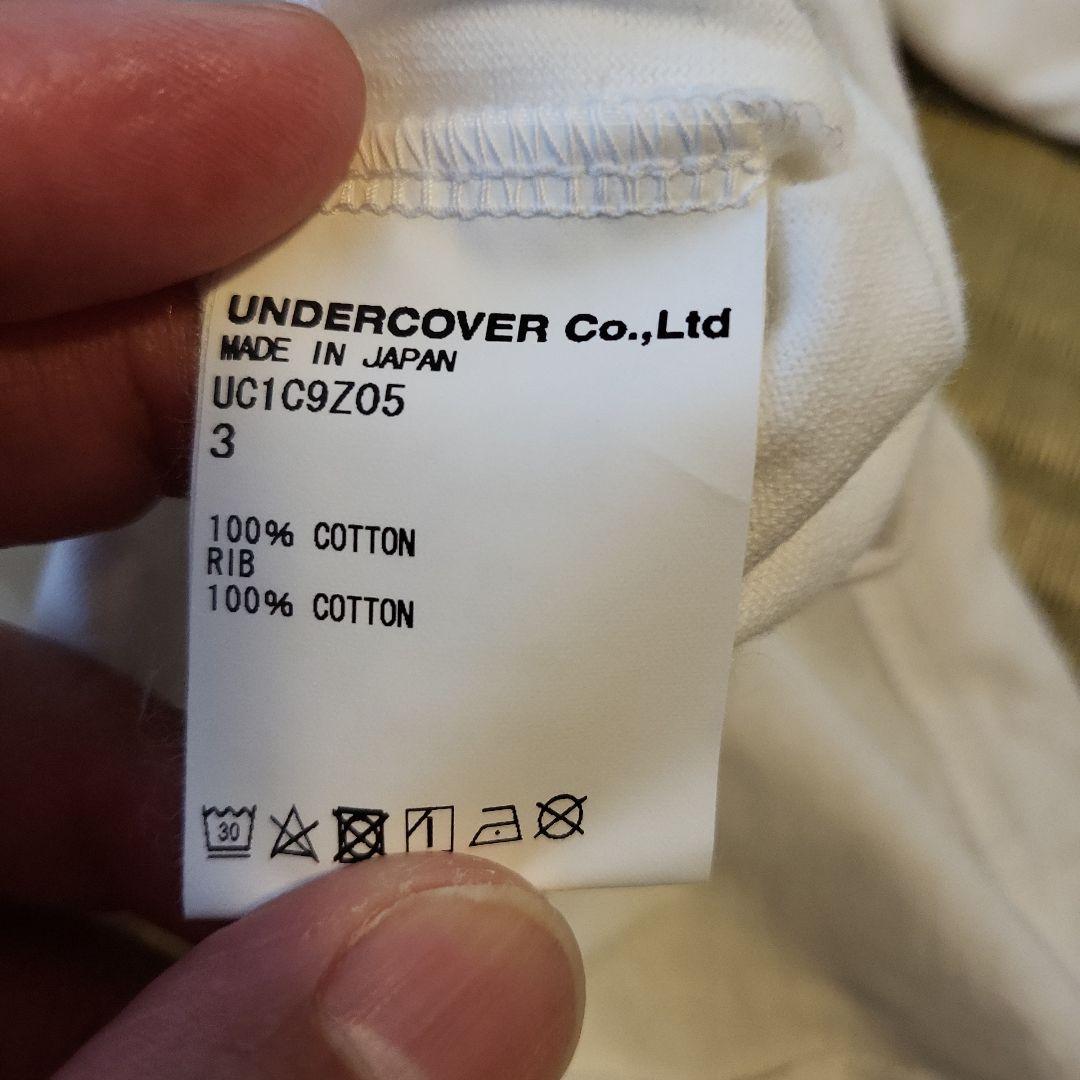 UNDERCOVER Co.,Ltd
MADE IN JAPAN
UC1C9Z05
3
100% COTTON
RIB
100% COTTON
30